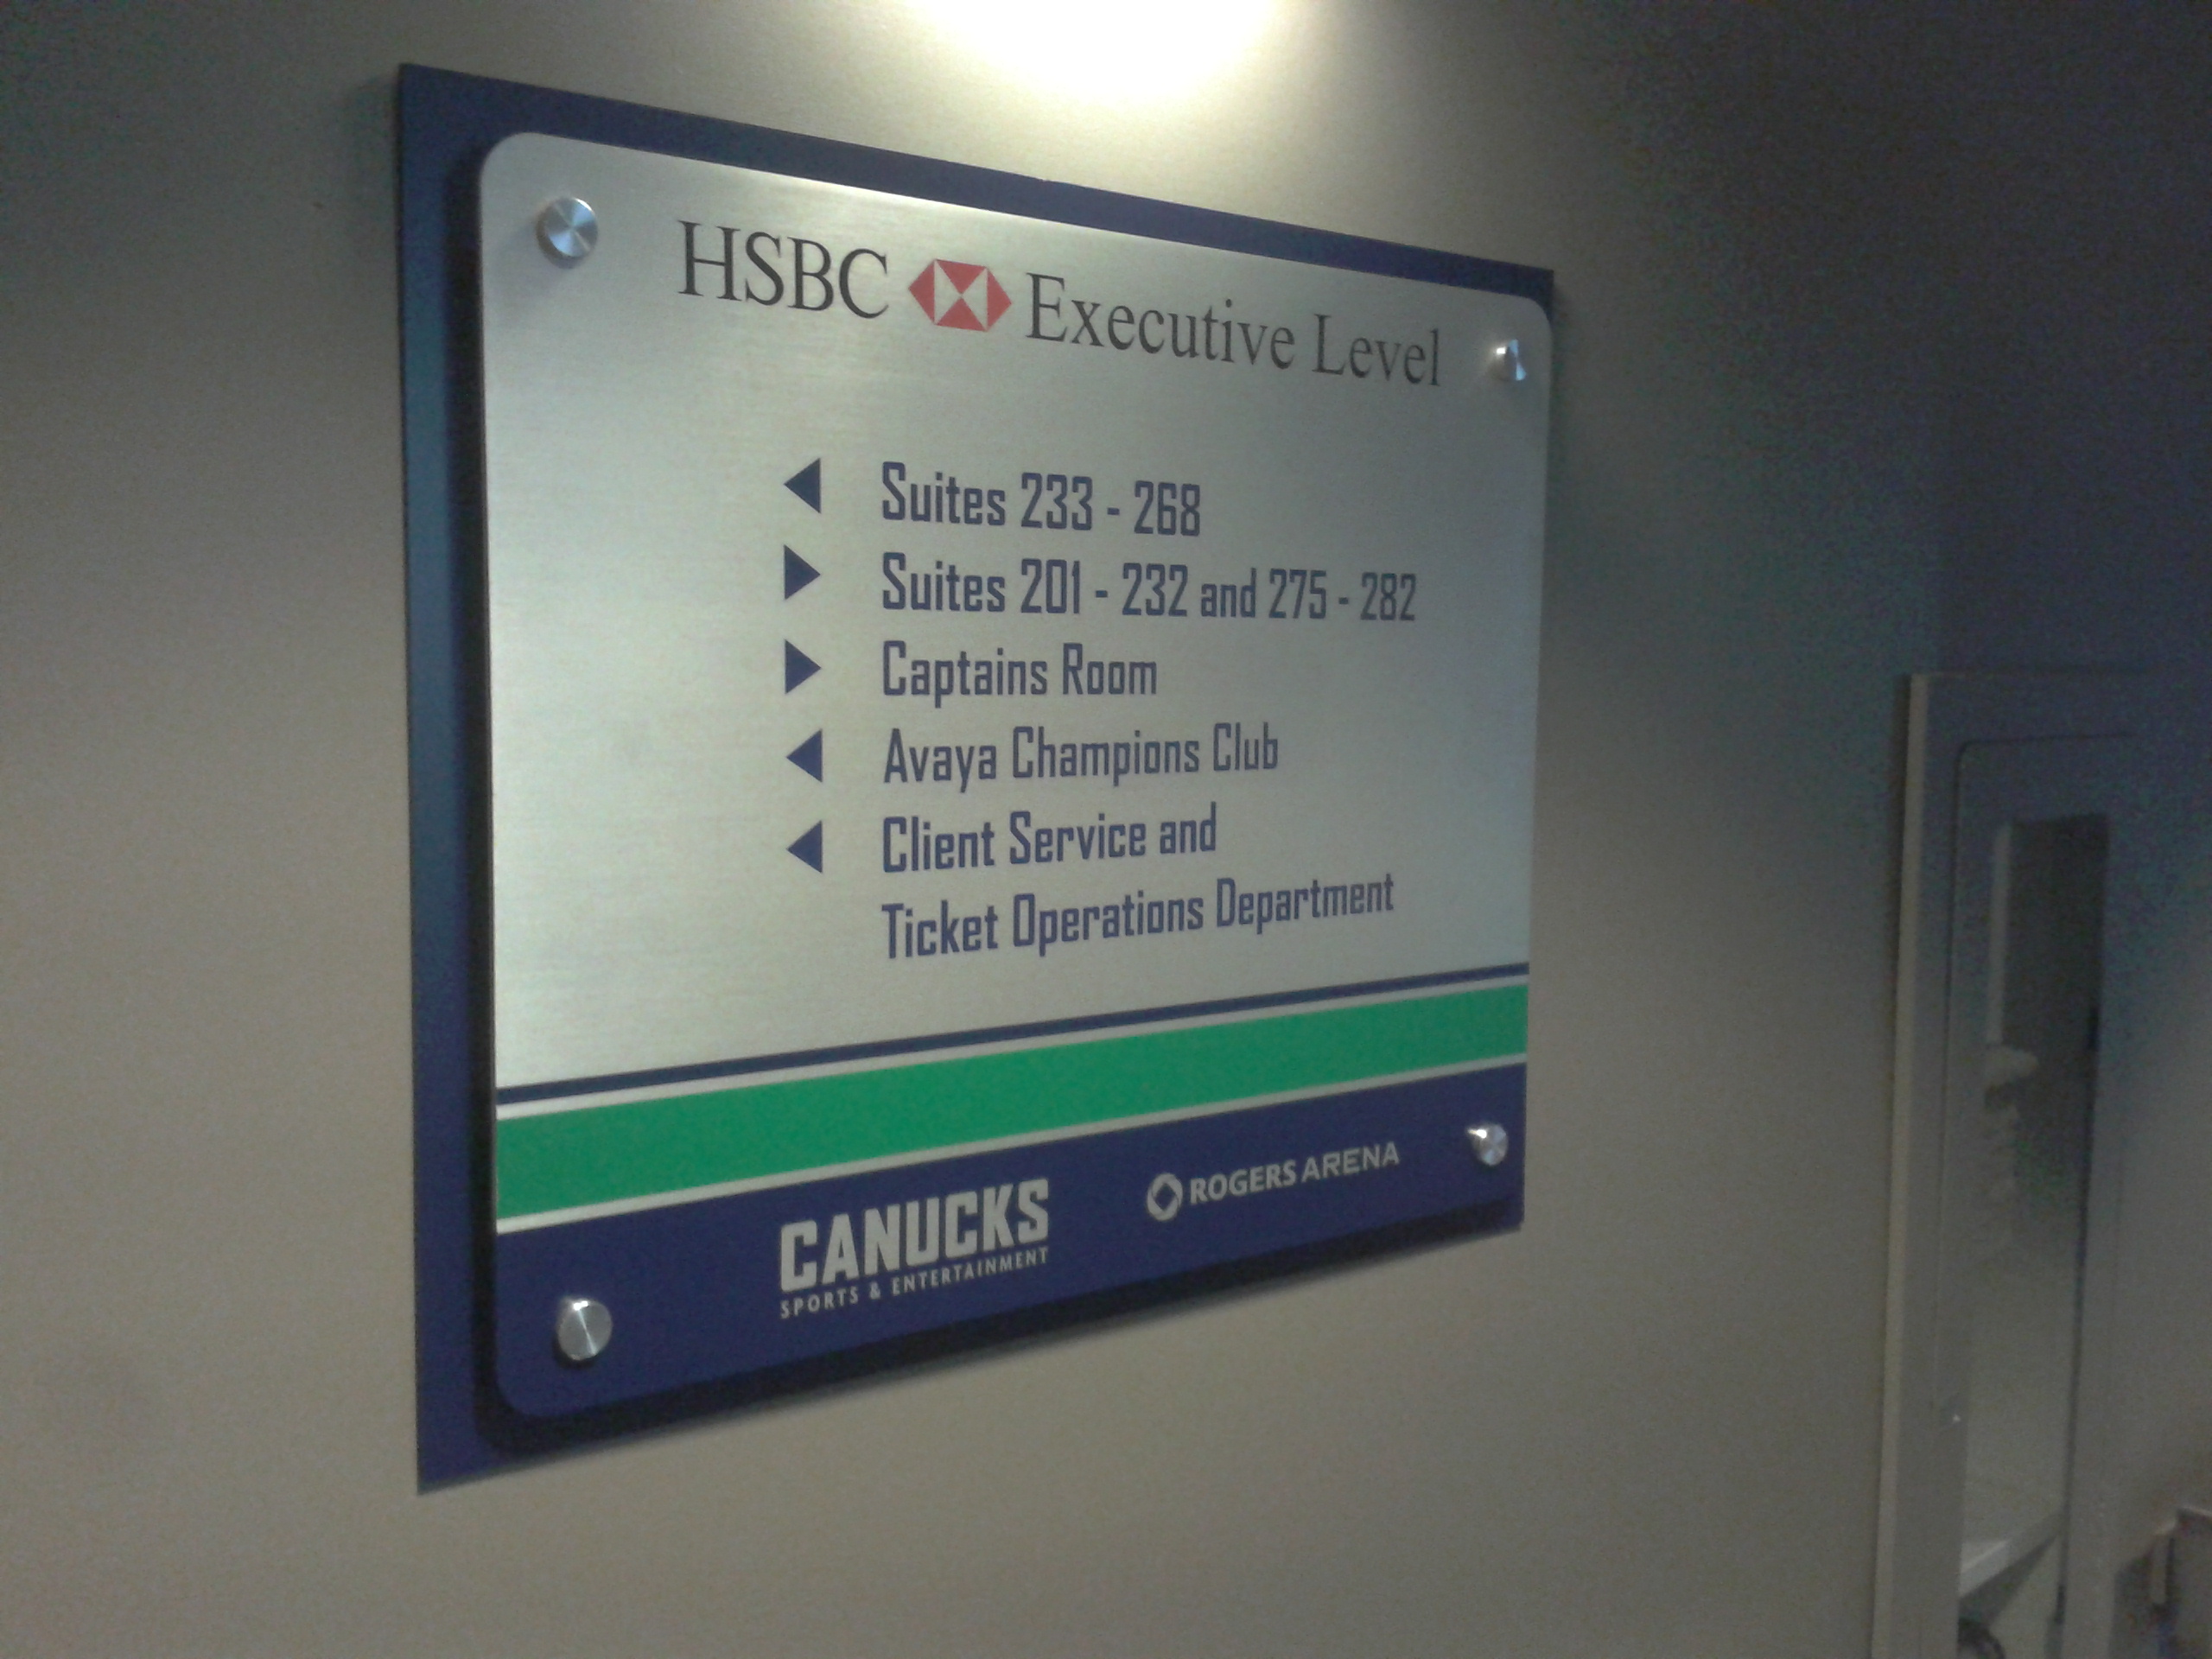 HSBC Executive Level
Suites 233 - 268
Suites 201 - 232 and 275 - 282
Captains Room
Avaya Champions Club
Client Service and
Ticket Operations Department
CANUCKS
SPORTS & ENTERTAINMENT
ROGERS ARENA